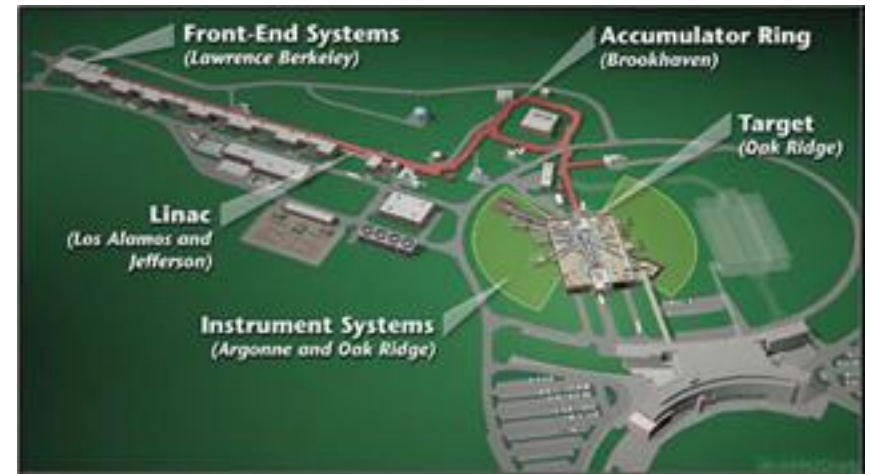 Front-End Systems
(Lawrence Berkeley)
Accumulator Ring
(Brookhaven)
Target
(Oak Ridge)
Linac
(Los Alamos and
Jefferson)
Instrument Systems
(Argonne and Oak Ridge)